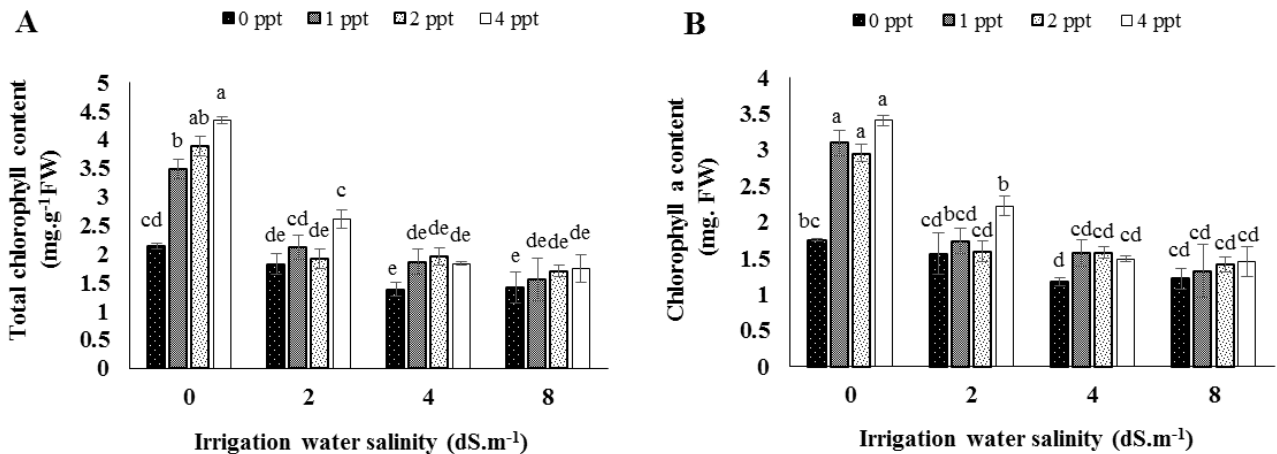 A
0 ppt 1 ppt 2 ppt 4 ppt
Total chlorophyll content
(mg.g-1FW)
5
4.5
4
3.5
3
2.5
2
1.5
1
0.5
0
cd b ab a
de cd de c
e de de de
e de de de
0 2 4 8
Irrigation water salinity (dS.m-1)
B
0 ppt 1 ppt 2 ppt 4 ppt
Chlorophyll a content
(mg. FW)
4
3.5
3
2.5
2
1.5
1
0.5
0
bc a a a
cd bcd cd b
d cd cd cd
cd cd cd cd
0 2 4 8
Irrigation water salinity (dS.m-1)